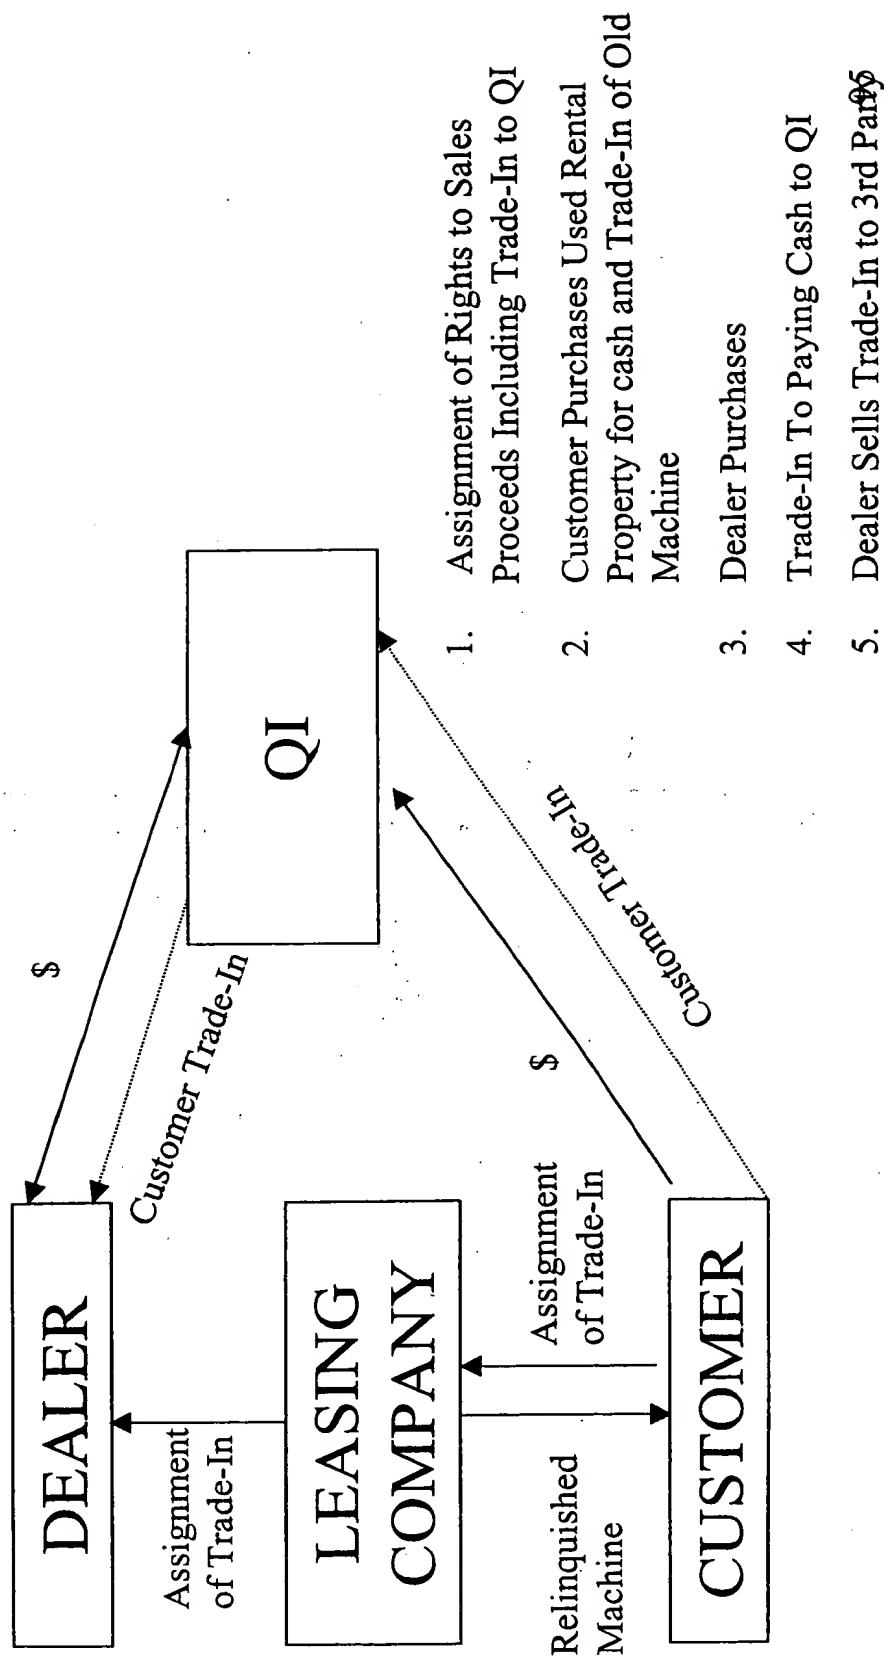 DEALER
Assignment
of Trade-In
LEASING
COMPANY
Relinquished
Machine
Assignment
of Trade-In
CUSTOMER
$
Customer Trade-In
QI
$
Customer Trade-In
1. Assignment of Rights to Sales
Proceeds Including Trade-In to QI
2. Customer Purchases Used Rental
Property for cash and Trade-In of Old
Machine
3. Dealer Purchases
4. Trade-In To Paying Cash to QI
5. Dealer Sells Trade-In to 3rd Party